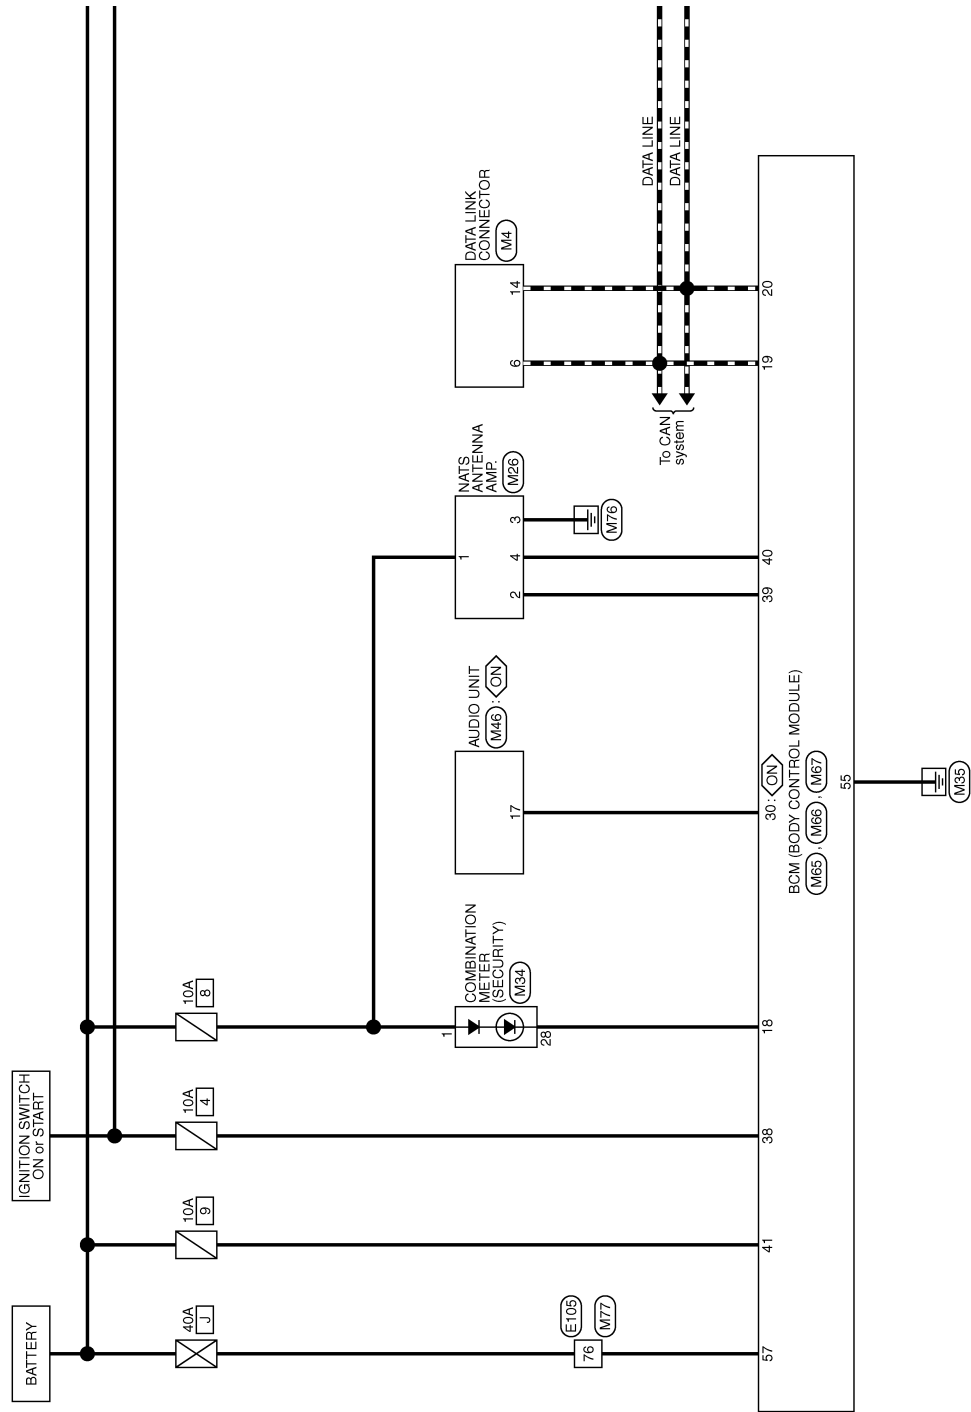 BATTERY
IGNITION SWITCH
ON or START
40A
J
10A
9
10A
4
10A
8
E105
M77
76
COMBINATION
METER
(SECURITY)
M34
1
28
AUDIO UNIT
M46 : ON
17
NATS
ANTENNA
AMP.
M26
1
2
4
3
M76
DATA LINK
CONNECTOR
M4
6
14
To CAN
system
DATA LINE
DATA LINE
57
41
38
18
30 : ON
39
40
19
20
BCM (BODY CONTROL MODULE)
M65 , M66 , M67
55
M35